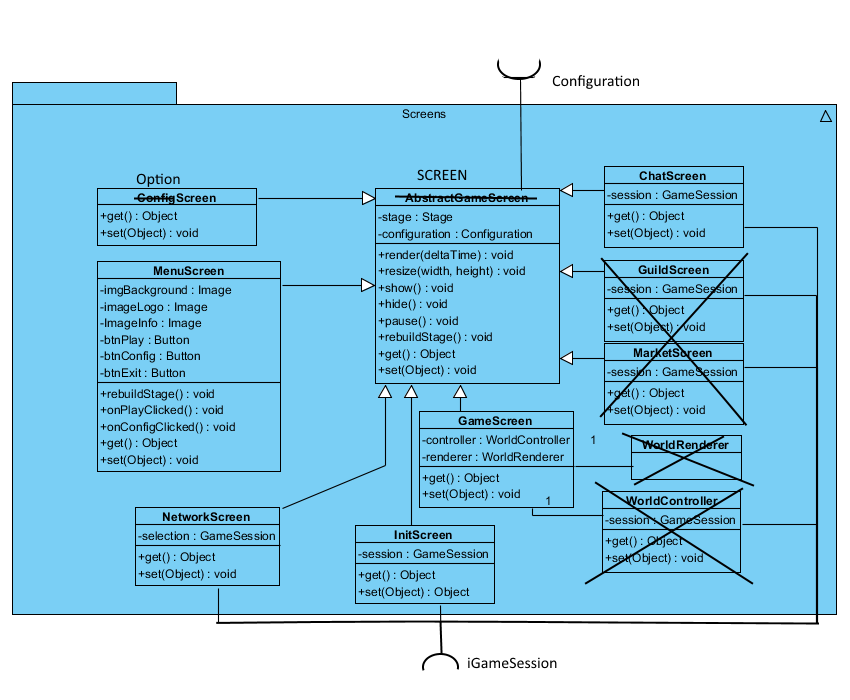 Configuration
Screens
Option
ConfigScreen
+get() : Object
+set(Object) : void
SCREEN
AbstractGameScreen
-stage : Stage
-configuration : Configuration
+render(deltaTime) : void
+resize(width, height) : void
+show() : void
+hide() : void
+pause() : void
+rebuildStage() : void
+get() : Object
+set(Object) : void
ChatScreen
-session : GameSession
+get() : Object
+set(Object) : void
MenuScreen
-imgBackground : Image
-imageLogo : Image
-ImageInfo : Image
-btnPlay : Button
-btnConfig : Button
-btnExit : Button
+rebuildStage() : void
+onPlayClicked() : void
+onConfigClicked() : void
+get() : Object
+set(Object) : void
GuildScreen
-session : GameSession
+get() : Object
+set(Object) : void
MarketScreen
-session : GameSession
+get() : Object
+set(Object) : void
GameScreen
-controller : WorldController
-renderer : WorldRenderer
+get() : Object
+set(Object) : void
1
WorldRenderer
1
WorldController
-session : GameSession
+get() : Object
+set(Object) : void
NetworkScreen
-selection : GameSession
+get() : Object
+set(Object) : void
InitScreen
-session : GameSession
+get() : Object
+set(Object) : Object
iGameSession